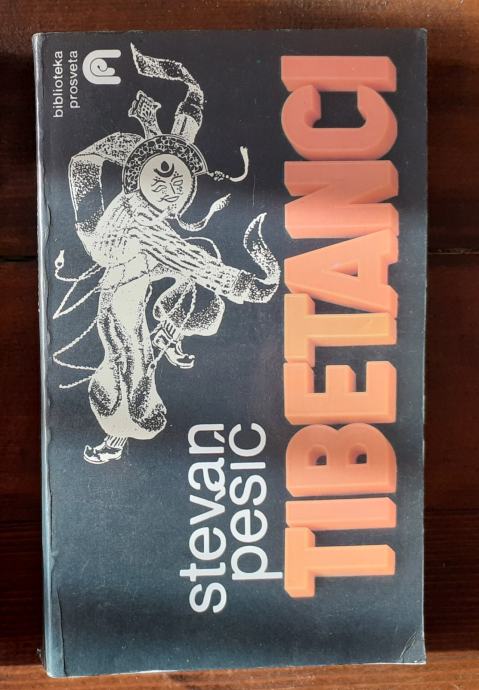 biblioteka
prosveta
stevan
pešić
TIBETANCI